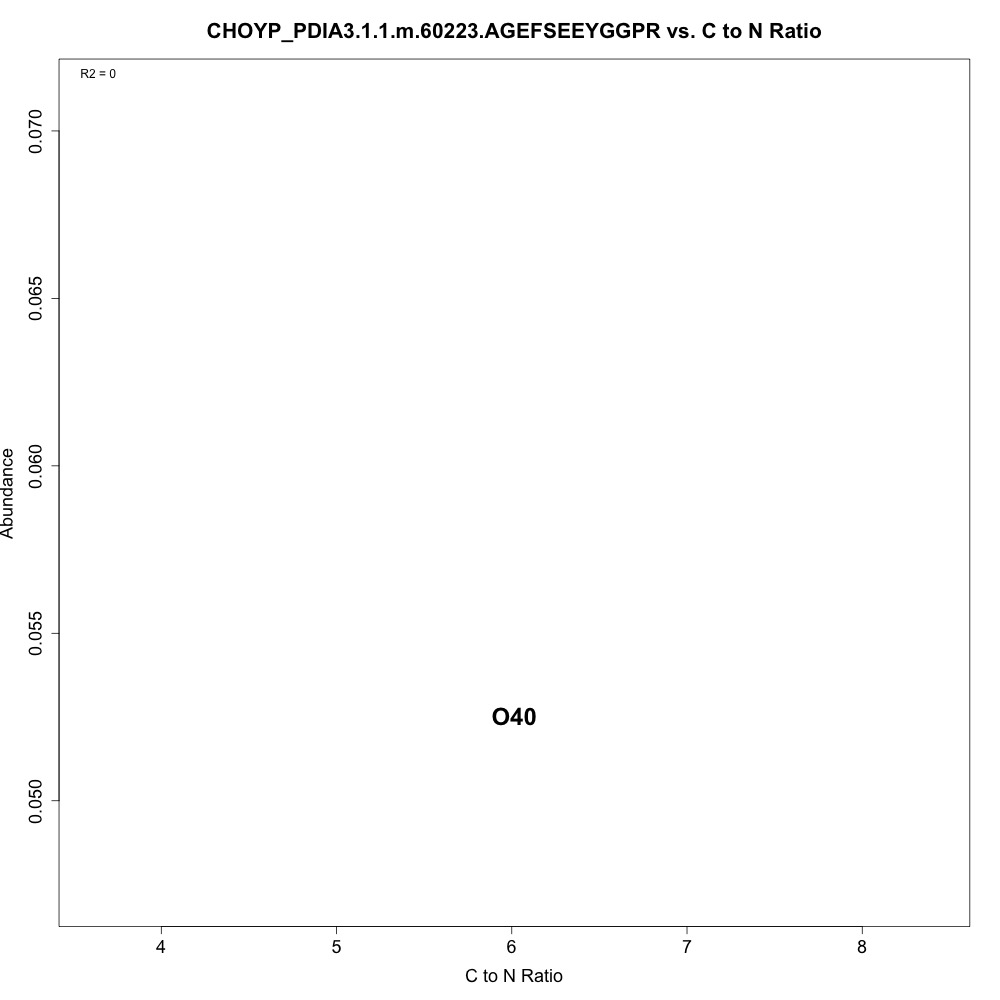 CHOYP_PDIA3.1.1.m.60223.AGEFSEEYGGPR vs. C to N Ratio
R2 = 0
0.070
0.065
0.060
0.055
0.050
Abundance
O40
4 5 6 7 8
C to N Ratio